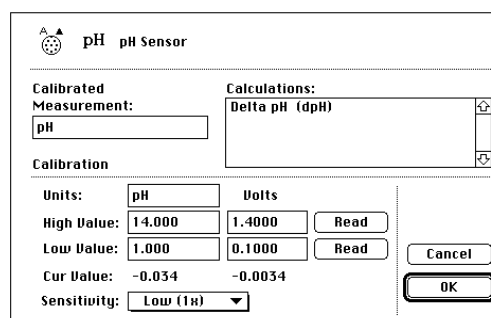 A
pH pH Sensor
Calibrated
Measurement:
pH
Calculations:
Delta pH (dpH)
Calibration
Units: pH Volts
High Value: 14.000 1.4000 Read
Low Value: 1.000 0.1000 Read
Cur Value: -0.034 -0.0034
Sensitivity: Low (1x)
Cancel
OK